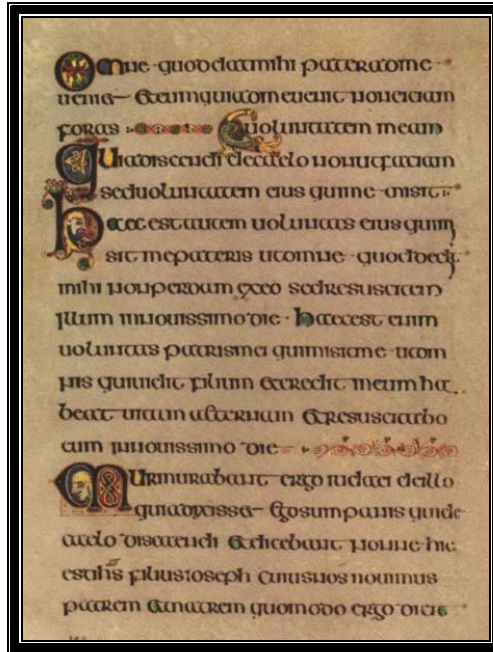 Omne quod dat mihi pater ad me
ueniet et eum qui ad me uenit non eiciam
foras uoluntatem meam
Quia discendi de caelo non ut faciam
sed uoluntatem eius qui me misit
haec est autem uoluntas eius qui mi
sit me pateris ut omne quod dedit
mihi non perdam exeo sed resuscitem
illum in nouissimo die haec est enim
uoluntas patris mei qui misit me ut om
nis qui uidit filium et credit in eum ha
beat uitam aeternam et resuscitabo
eum in nouissimo die
Murmurabant ergo iudaei de illo
quia dixisset ego sum panis qui de
caelo discendi et dicebant nonne hic
est filius ioseph cuius nos nouimus
patrem et matrem quomodo ergo dicit